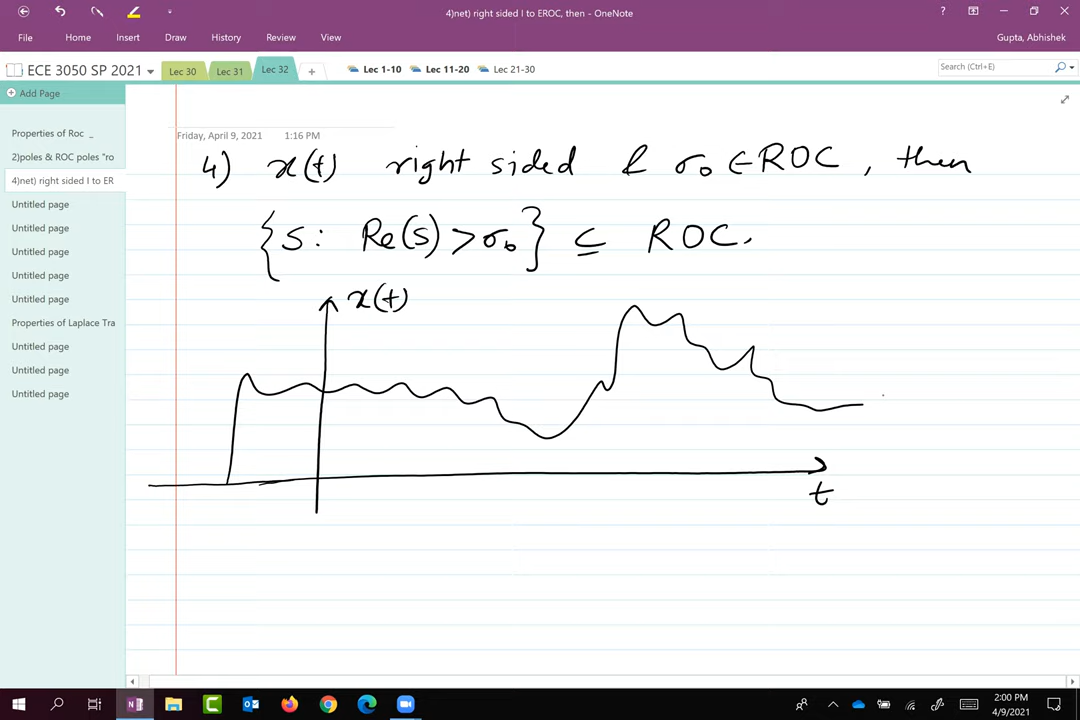 4)net) right sided I to EROC, then - OneNote
File Home Insert Draw History Review View
Gupta, Abhishek
ECE 3050 SP 2021
Lec 30 Lec 31 Lec 32 Lec 1-10 Lec 11-20 Lec 21-30
Search (Ctrl+E)
Add Page
Properties of Roc _
2)poles & ROC poles "ro
4)net) right sided I to ER
Untitled page
Untitled page
Untitled page
Untitled page
Untitled page
Properties of Laplace Tra
Untitled page
Untitled page
Untitled page
Friday, April 9, 2021 1:16 PM
4) x(t) right sided & σ₀ ∈ ROC, then
{s: Re(s) > σ₀} ⊆ ROC.
x(t)
t
2:00 PM
4/9/2021